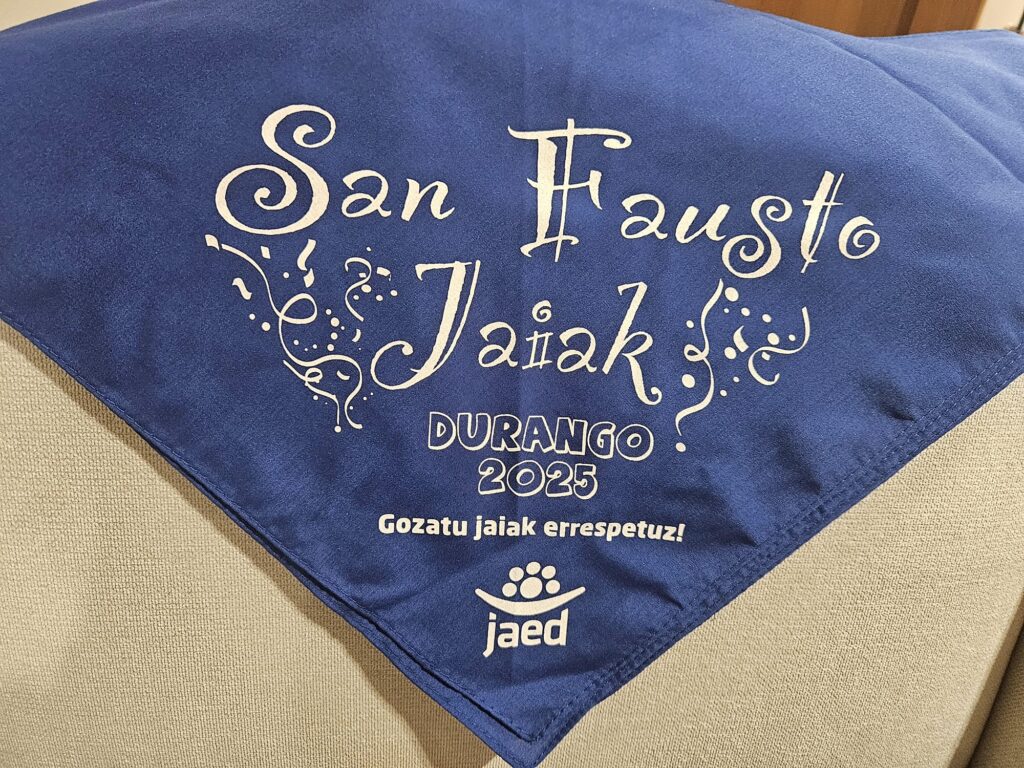 San Fausto
Jaiak
DURANGO
2025
Gozatu jaiak errespetuz!
jaed